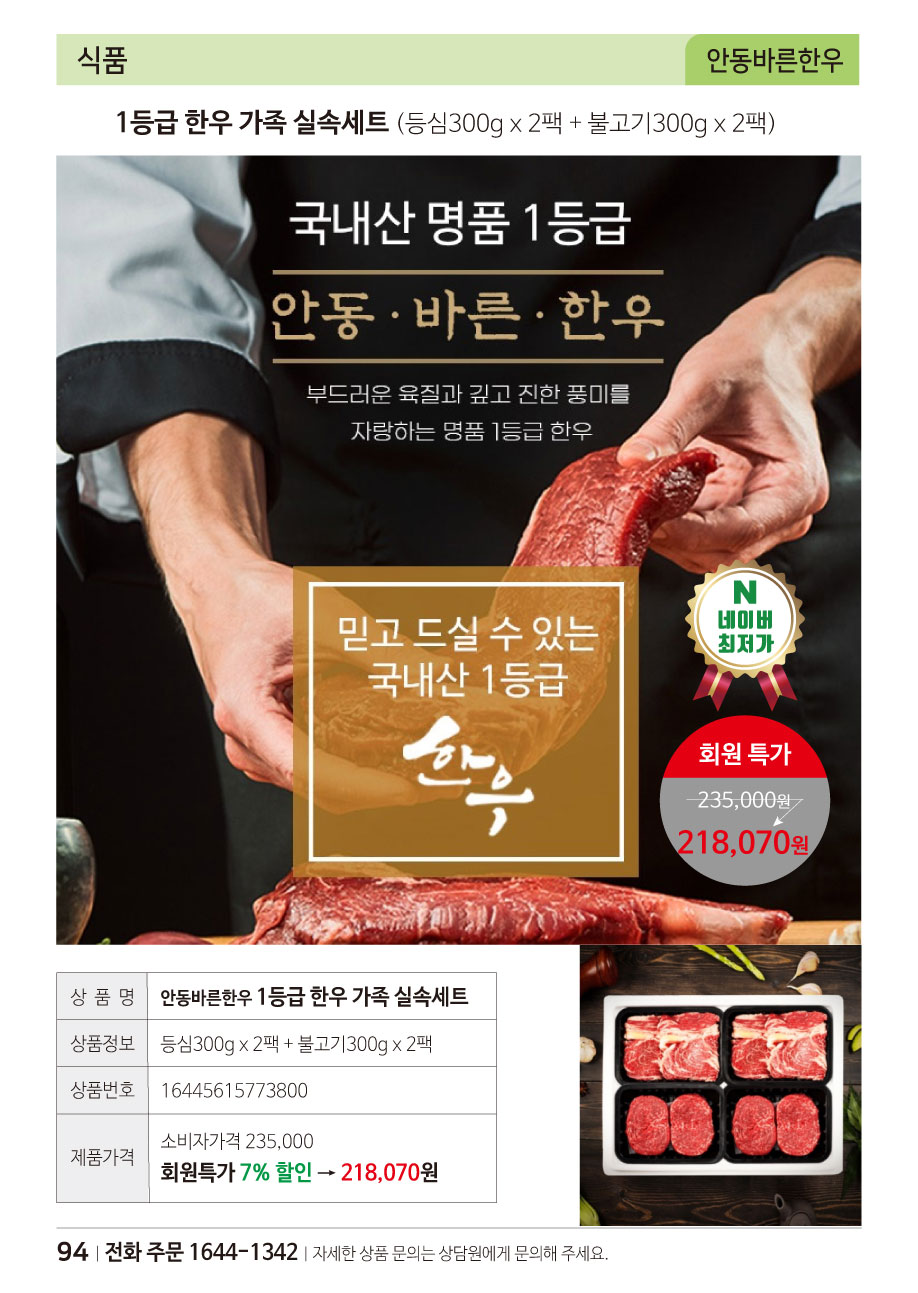 식품
안동바른한우
1등급 한우 가족 실속세트 (등심300g x 2팩 + 불고기300g x 2팩)
국내산 명품 1등급
안동·바른·한우
부드러운 육질과 깊고 진한 풍미를
자랑하는 명품 1등급 한우
믿고 드실 수 있는
국내산 1등급
한우
N
네이버
최저가
회원 특가
235,000원
218,070원
상 품 명
안동바른한우 1등급 한우 가족 실속세트
상품정보
등심300g x 2팩 + 불고기300g x 2팩
상품번호
16445615773800
제품가격
소비자가격 235,000
회원특가 7% 할인 → 218,070원
94 | 전화 주문 1644-1342 | 자세한 상품 문의는 상담원에게 문의해 주세요.